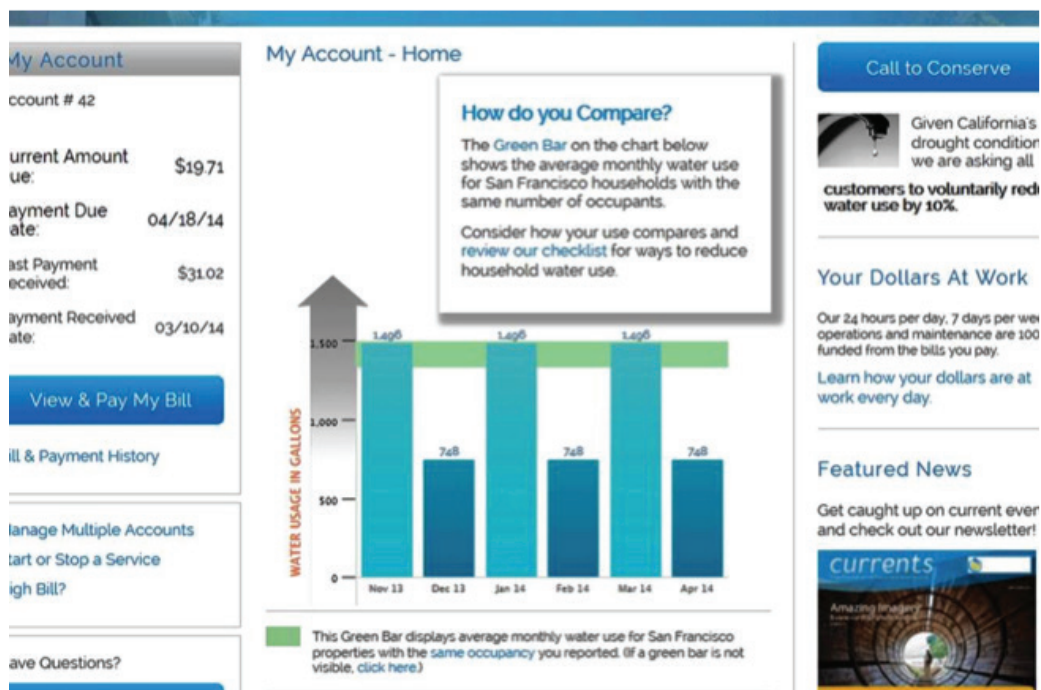 My Account
ccount # 42
urrent Amount
ue:
$19.71
ayment Due
ate:
04/18/14
ast Payment
eceived:
$31.02
ayment Received
ate:
03/10/14
View & Pay My Bill
ill & Payment History
Manage Multiple Accounts
tart or Stop a Service
igh Bill?
ave Questions?
My Account - Home
How do you Compare?
The Green Bar on the chart below
shows the average monthly water use
for San Francisco households with the
same number of occupants.
Consider how your use compares and
review our checklist for ways to reduce
household water use.
WATER USAGE IN GALLONS
1,500
1,000
500
0
1,496
748
1,496
748
1,496
748
Nov 13
Dec 13
Jan 14
Feb 14
Mar 14
Apr 14
This Green Bar displays average monthly water use for San Francisco
properties with the same occupancy you reported. (If a green bar is not
visible, click here.)
Call to Conserve
Given California's
drought condition
we are asking all
customers to voluntarily red
water use by 10%.
Your Dollars At Work
Our 24 hours per day, 7 days per wee
operations and maintenance are 100
funded from the bills you pay.
Learn how your dollars are at
work every day.
Featured News
Get caught up on current ever
and check out our newsletter!
currents
Amazing Imagery